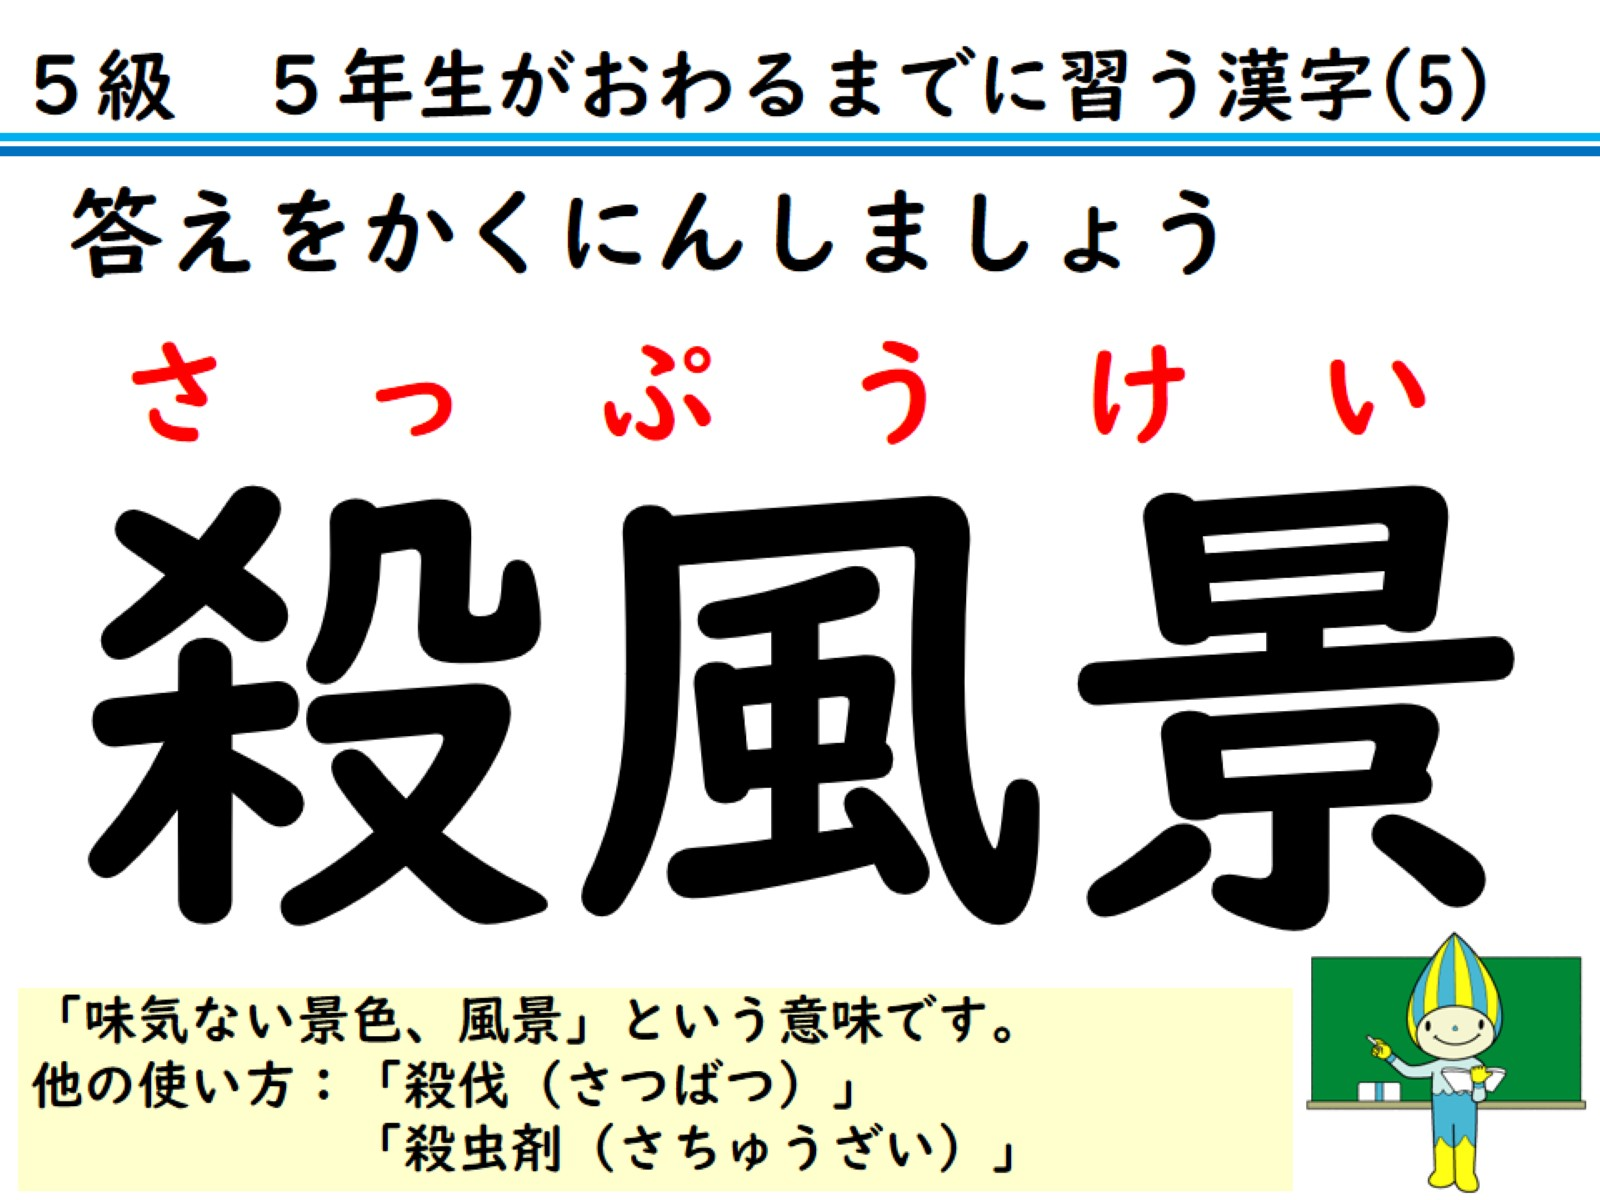 ５級　５年生がおわるまでに習う漢字(5)
答えをかくにんしましょう
さっぷうけい
殺風景
「味気ない景色、風景」という意味です。
他の使い方：「殺伐（さつばつ）」
「殺虫剤（さちゅうざい）」